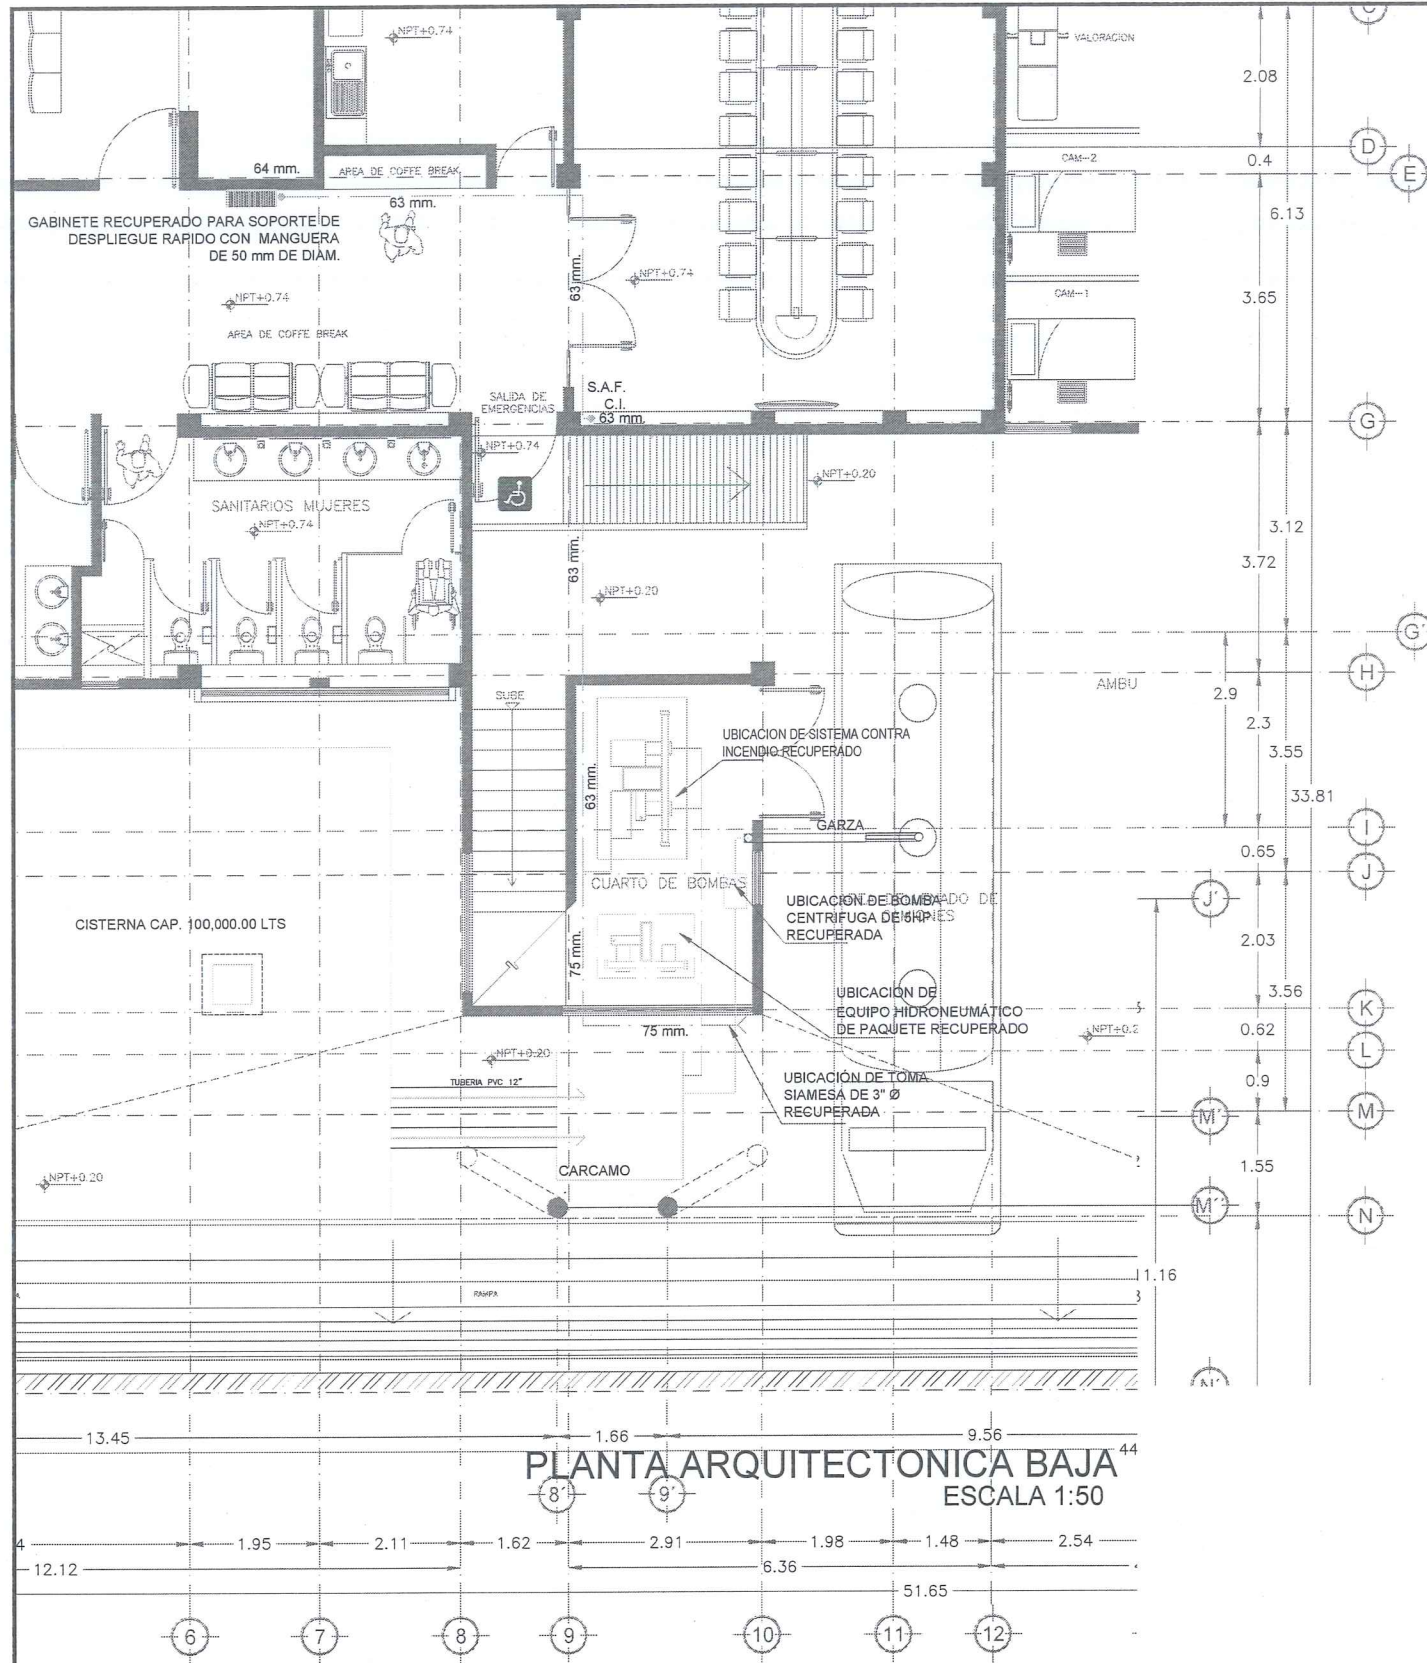 C
NPT+0.74
VALORACION
2.08
D
64 mm.
AREA DE COFFE BREAK
CAM-2
0.4
E
63 mm.
6.13
GABINETE RECUPERADO PARA SOPORTE DE
DESPLIEGUE RAPIDO CON MANGUERA
DE 50 mm DE DIAM.
63 mm.
NPT+0.74
NPT+0.74
CAM-1
3.65
AREA DE COFFE BREAK
SALIDA DE
EMERGENCIAS
S.A.F.
C.I.
63 mm.
G
NPT+0.74
NPT+0.20
SANITARIOS MUJERES
NPT+0.74
3.12
3.72
63 mm.
NPT+0.20
G´
H
SUBE
AMBU
2.9
2.3
UBICACION DE SISTEMA CONTRA
INCENDIO RECUPERADO
3.55
63 mm.
33.81
GARZA
I
0.65
J
CUARTO DE BOMBAS
J´
UBICACIÓN DE BOMBA
CENTRÍFUGA DE 5HP
RECUPERADA
CISTERNA CAP. 100,000.00 LTS
2.03
75 mm.
3.56
UBICACIÓN DE
EQUIPO HIDRONEUMÁTICO
DE PAQUETE RECUPERADO
K
75 mm.
0.62
NPT+0.2
NPT+0.20
L
TUBERIA PVC 12"
UBICACIÓN DE TOMA
SIAMESA DE 3" Ø
RECUPERADA
0.9
M´
M
CARCAMO
1.55
NPT+0.20
M´´
N
11.16
RAMPA
N´
13.45
1.66
9.56
44
PLANTA ARQUITECTONICA BAJA
8´
9´
ESCALA 1:50
4
1.95
2.11
1.62
2.91
1.98
1.48
2.54
12.12
6.36
51.65
6
7
8
9
10
11
12